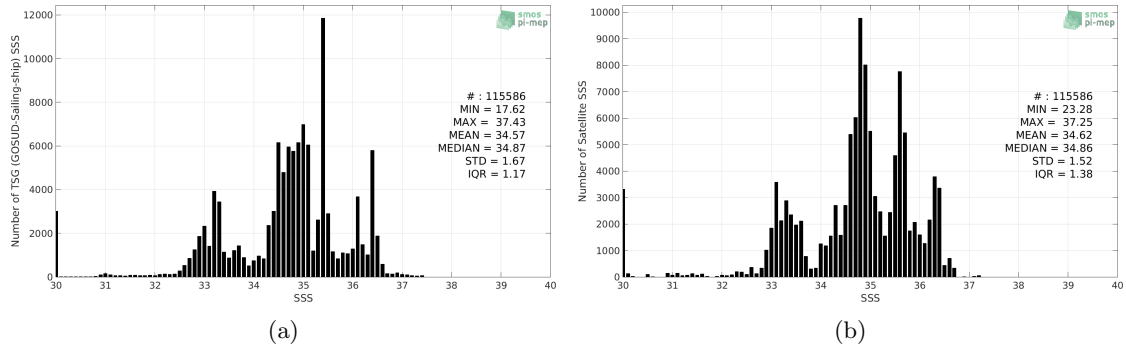 12000
10000
8000
6000
4000
2000
0
30 31 32 33 34 35 36 37 38 39 40
SSS
Number of TSG (GOSUD-Sailing-ship) SSS
smos
pi-mep
# : 115586
MIN = 17.62
MAX = 37.43
MEAN = 34.57
MEDIAN = 34.87
STD = 1.67
IQR = 1.17
(a)
10000
9000
8000
7000
6000
5000
4000
3000
2000
1000
0
30 31 32 33 34 35 36 37 38 39 40
SSS
Number of Satellite SSS
smos
pi-mep
# : 115586
MIN = 23.28
MAX = 37.25
MEAN = 34.62
MEDIAN = 34.86
STD = 1.52
IQR = 1.38
(b)